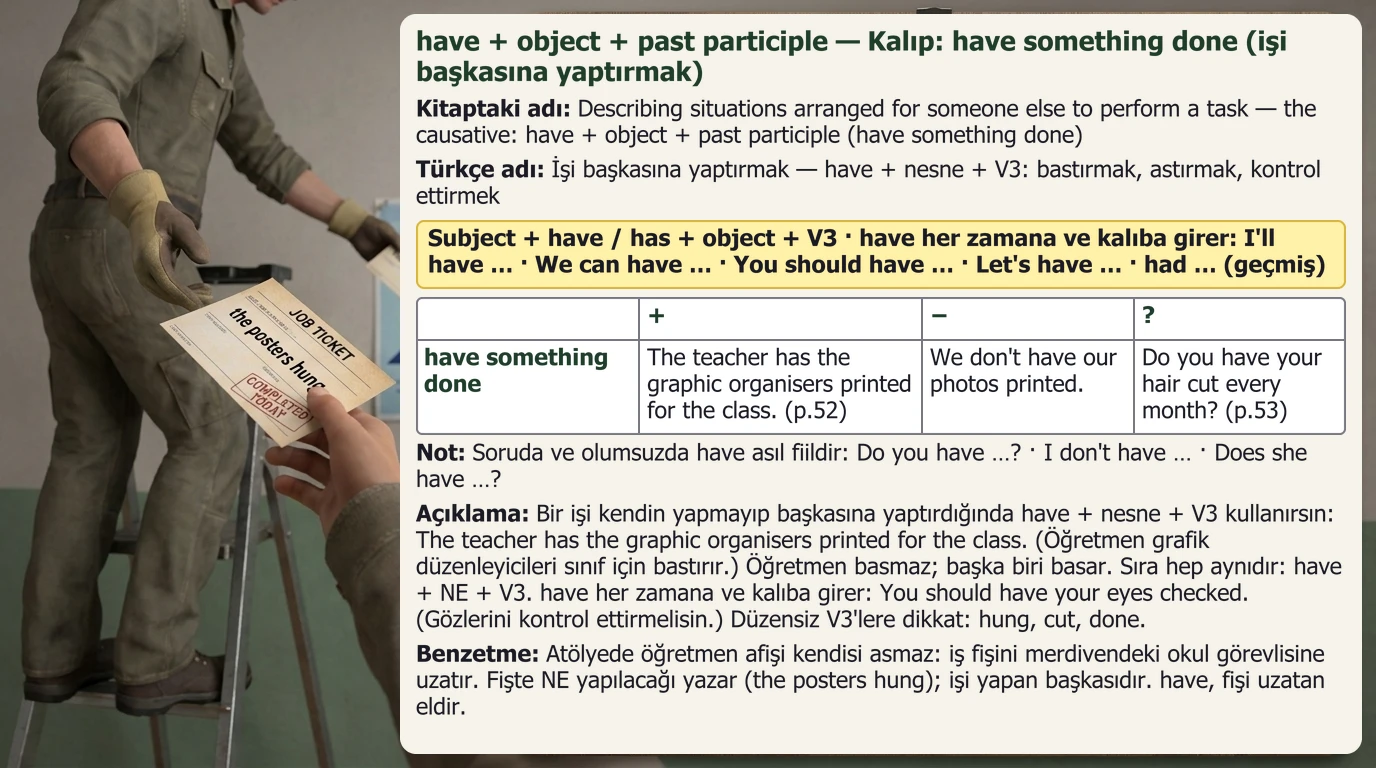 have + object + past participle — Kalıp: have something done (işi
başkasına yaptırmak)
Kitaptaki adı: Describing situations arranged for someone else to perform a task — the
causative: have + object + past participle (have something done)
Türkçe adı: İşi başkasına yaptırmak — have + nesne + V3: bastırmak, astırmak, kontrol
ettirmek
Subject + have / has + object + V3 · have her zamana ve kalıba girer: I'll
have ... · We can have ... · You should have ... · Let's have ... · had ... (geçmiş)
+
−
?
have something
done
The teacher has the
graphic organisers printed
for the class. (p.52)
We don't have our
photos printed.
Do you have your
hair cut every
month? (p.53)
Not: Soruda ve olumsuzda have asıl fiildir: Do you have ...? · I don't have ... · Does she
have ...?
Açıklama: Bir işi kendin yapmayıp başkasına yaptırdığında have + nesne + V3 kullanırsın:
The teacher has the graphic organisers printed for the class. (Öğretmen grafik
düzenleyicileri sınıf için bastırır.) Öğretmen basmaz; başka biri basar. Sıra hep aynıdır: have
+ NE + V3. have her zamana ve kalıba girer: You should have your eyes checked.
(Gözlerini kontrol ettirmelisin.) Düzensiz V3'lere dikkat: hung, cut, done.
Benzetme: Atölyede öğretmen afişi kendisi asmaz: iş fişini merdivendeki okul görevlisine
uzatır. Fişte NE yapılacağı yazar (the posters hung); işi yapan başkasıdır. have, fişi uzatan
eldir.
JOB TICKET
the posters hung
COMPLETED
TODAY